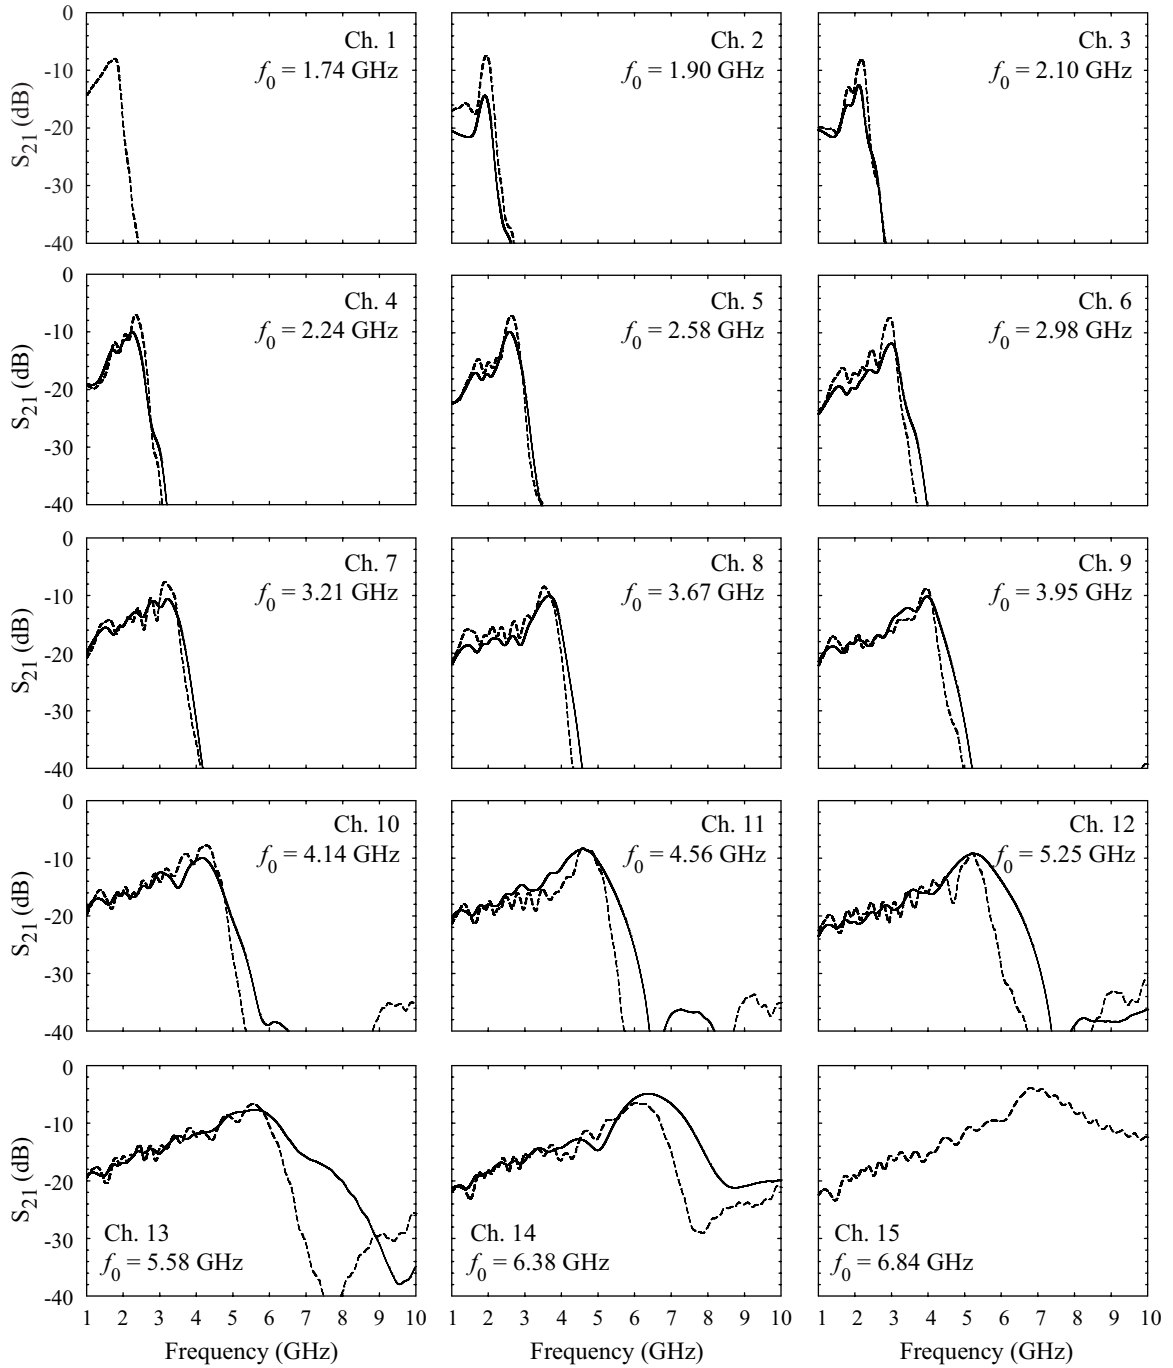 0
-10
-20
-30
-40
S21 (dB)
Ch. 1
f0 = 1.74 GHz
Ch. 2
f0 = 1.90 GHz
Ch. 3
f0 = 2.10 GHz
0
-10
-20
-30
-40
S21 (dB)
Ch. 4
f0 = 2.24 GHz
Ch. 5
f0 = 2.58 GHz
Ch. 6
f0 = 2.98 GHz
0
-10
-20
-30
-40
S21 (dB)
Ch. 7
f0 = 3.21 GHz
Ch. 8
f0 = 3.67 GHz
Ch. 9
f0 = 3.95 GHz
0
-10
-20
-30
-40
S21 (dB)
Ch. 10
f0 = 4.14 GHz
Ch. 11
f0 = 4.56 GHz
Ch. 12
f0 = 5.25 GHz
0
-10
-20
-30
-40
S21 (dB)
Ch. 13
f0 = 5.58 GHz
Ch. 14
f0 = 6.38 GHz
Ch. 15
f0 = 6.84 GHz
1 2 3 4 5 6 7 8 9 10
1 2 3 4 5 6 7 8 9 10
1 2 3 4 5 6 7 8 9 10
Frequency (GHz)
Frequency (GHz)
Frequency (GHz)